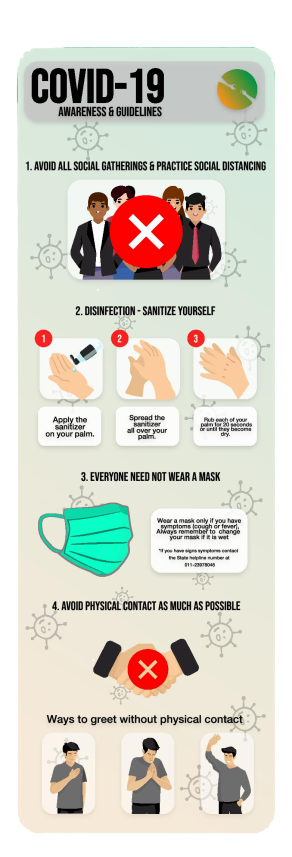 COVID-19
AWARENESS & GUIDELINES
1. AVOID ALL SOCIAL GATHERINGS & PRACTICE SOCIAL DISTANCING
2. DISINFECTION - SANITIZE YOURSELF
1
2
3
Apply the
sanitizer
on your palm.
Spread the
sanitizer
all over your
palm.
Rub each of your
palm for 20 seconds
or until they become
dry.
3. EVERYONE NEED NOT WEAR A MASK
Wear a mask only if you have
symptoms (cough or fever),
Always remember to change
your mask if it is wet
*If you have signs symptoms contact
the State helpline number at
011-23978046
4. AVOID PHYSICAL CONTACT AS MUCH AS POSSIBLE
Ways to greet without physical contact